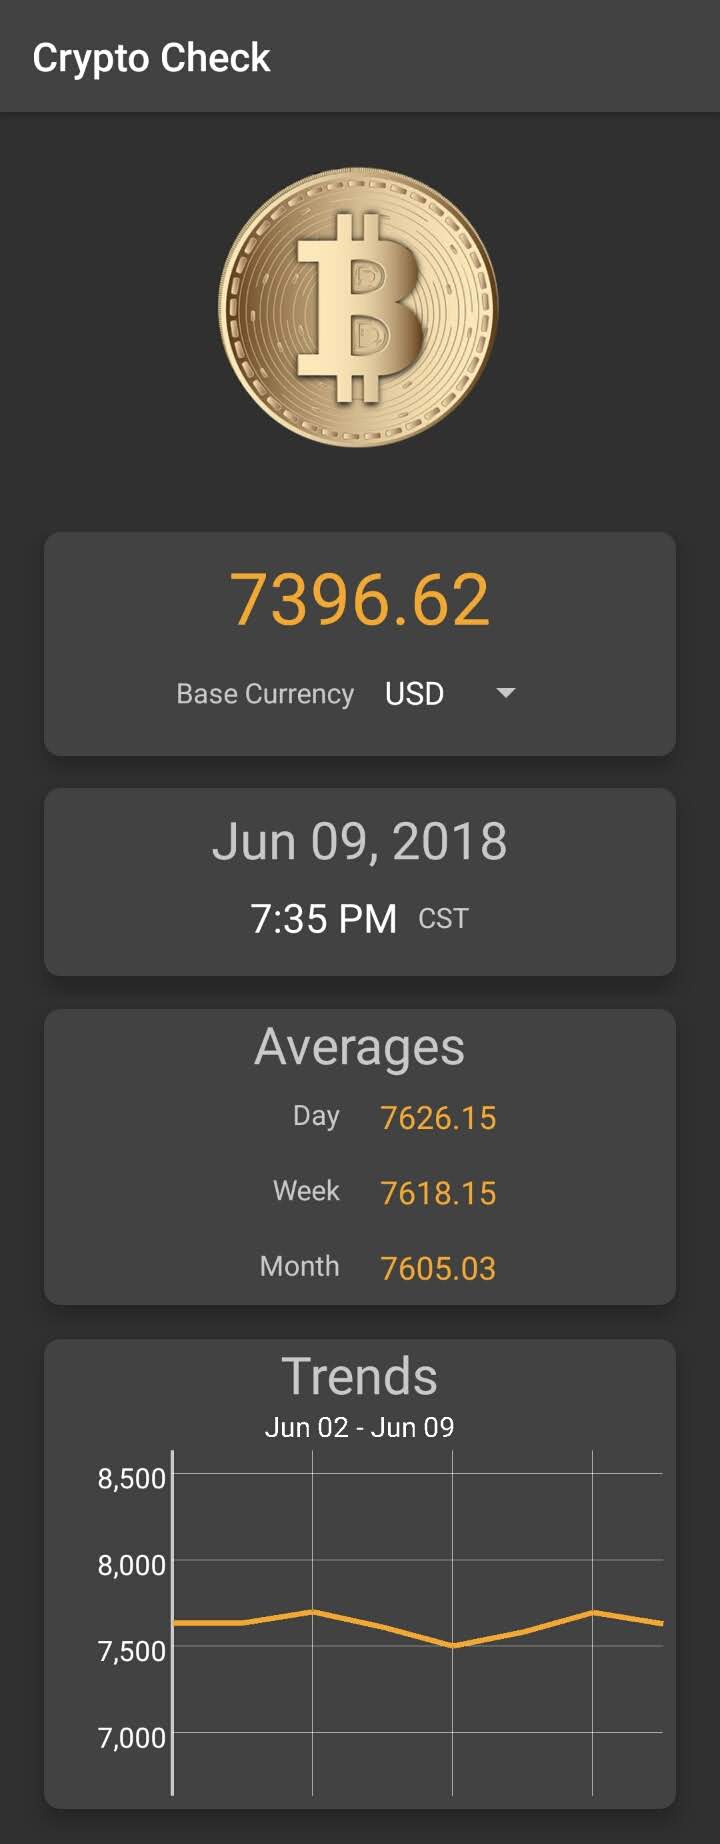 Crypto Check
7396.62
Base Currency USD
Jun 09, 2018
7:35 PM CST
Averages
Day 7626.15
Week 7618.15
Month 7605.03
Trends
Jun 02 - Jun 09
8,500
8,000
7,500
7,000